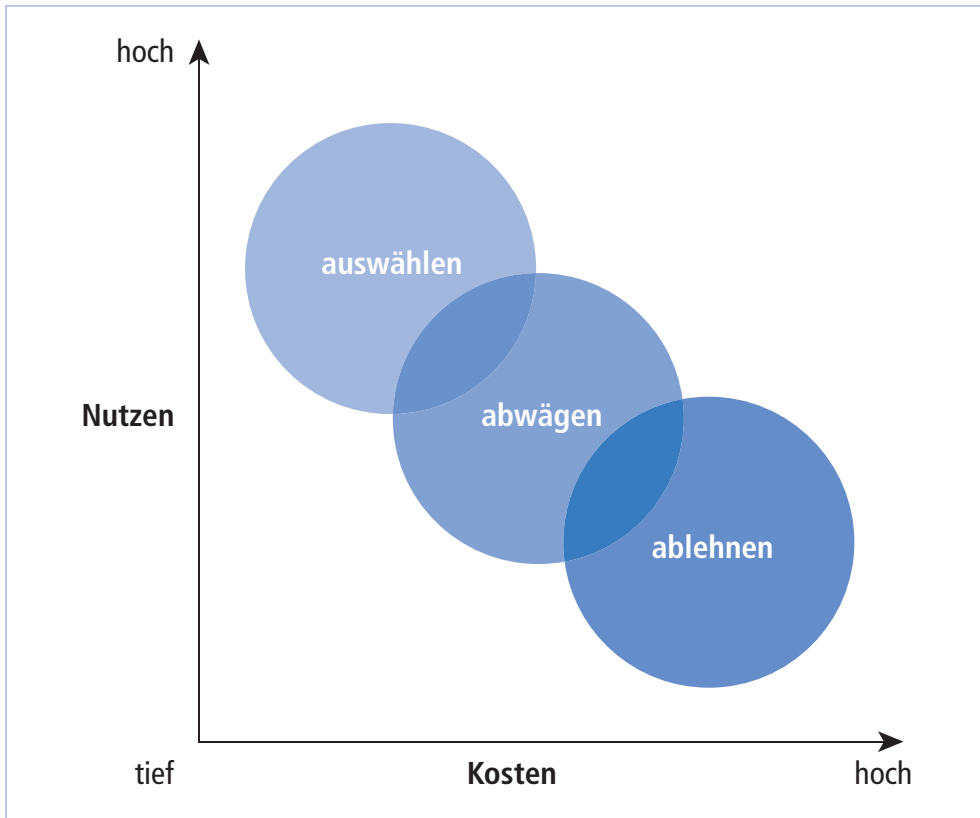 hoch
auswählen
Nutzen
abwägen
ablehnen
tief
Kosten
hoch